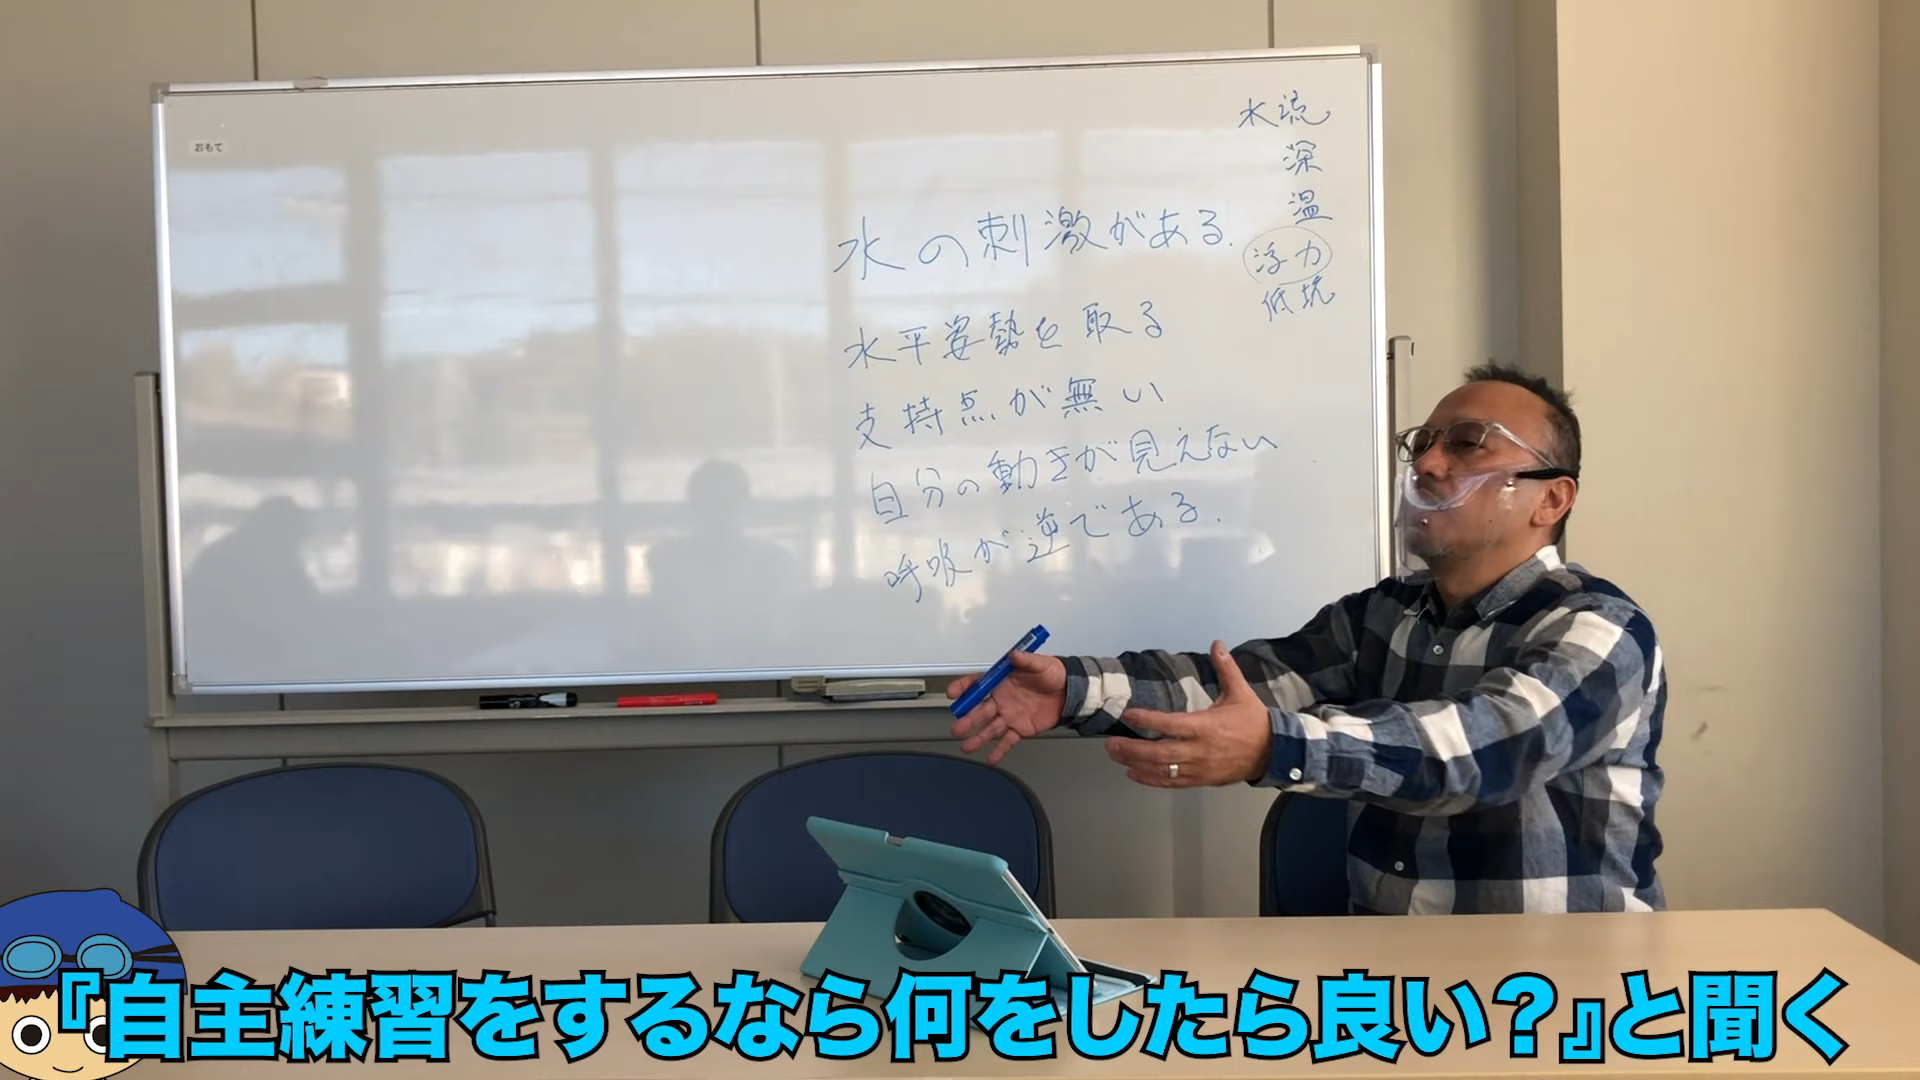 おもて
水の刺激がある.
水平姿勢を取る
支持点が無い
自分の動きが見えない
呼吸が逆である.
水流
深
温
浮力
低抗
『自主練習をするなら何をしたら良い？』と聞く